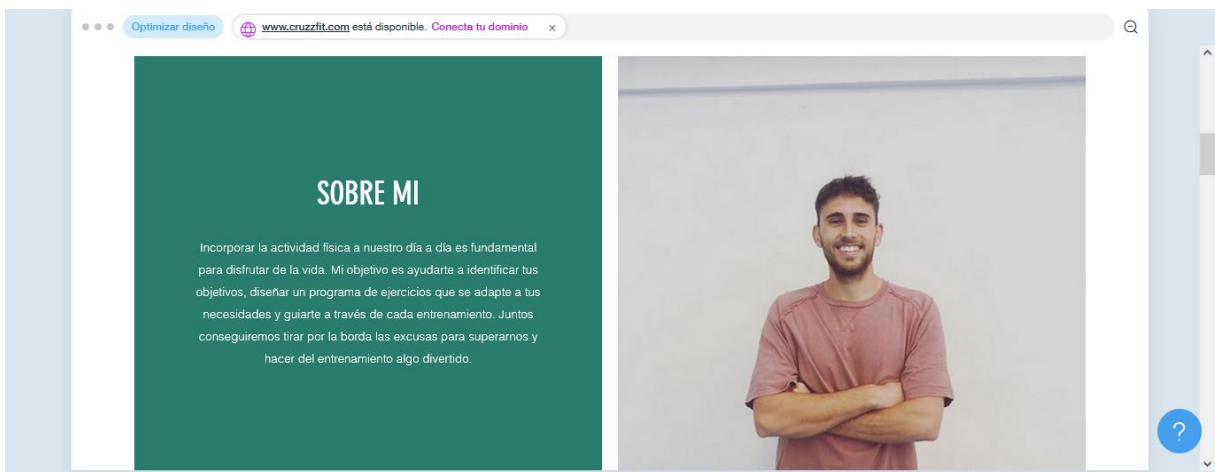 Optimizar diseño
www.cruzzfit.com está disponible. Conecta tu dominio x
SOBRE MI
Incorporar la actividad física a nuestro día a día es fundamental
para disfrutar de la vida. Mi objetivo es ayudarte a identificar tus
objetivos, diseñar un programa de ejercicios que se adapte a tus
necesidades y guiarte a través de cada entrenamiento. Juntos
conseguiremos tirar por la borda las excusas para superarnos y
hacer del entrenamiento algo divertido.
?